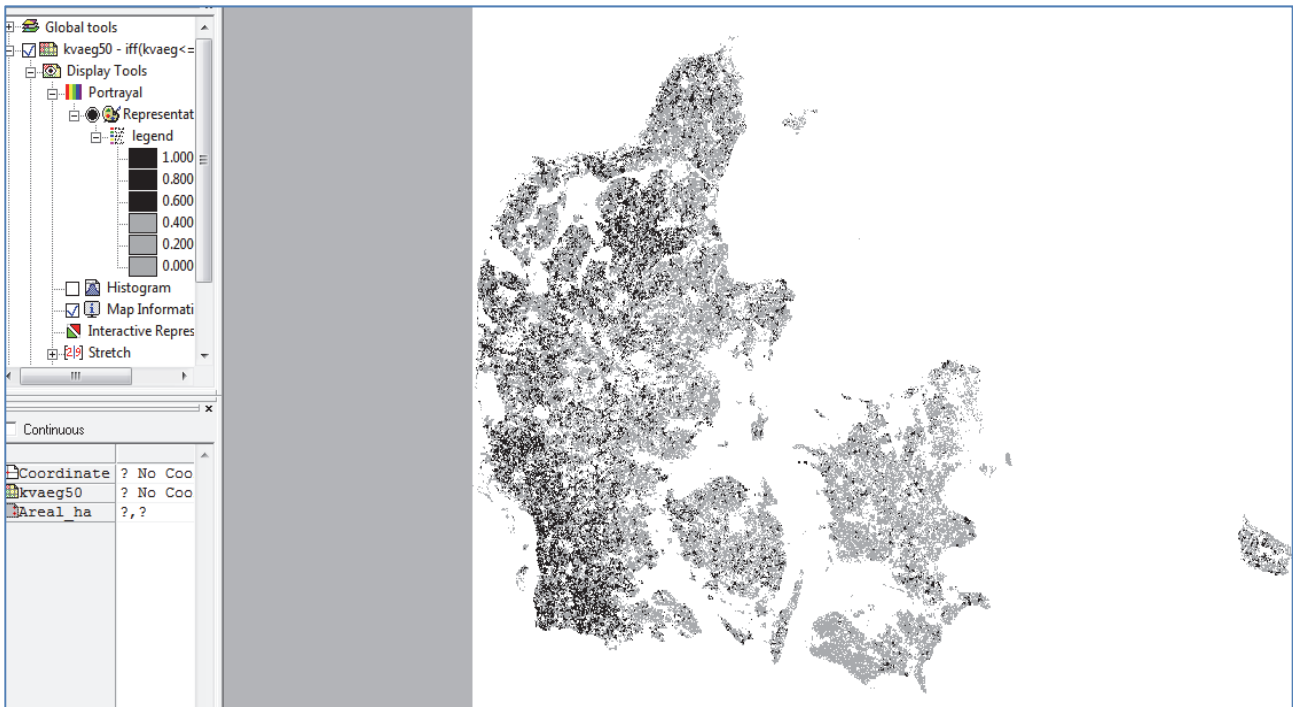 Global tools
kvaeg50 - iff(kvaeg<=
Display Tools
Portrayal
Representat
legend
1.000
0.800
0.600
0.400
0.200
0.000
Histogram
Map Informati
Interactive Repres
Stretch
Continuous
Coordinate ? No Coo
kvaeg50 ? No Coo
Areal_ha ?,?